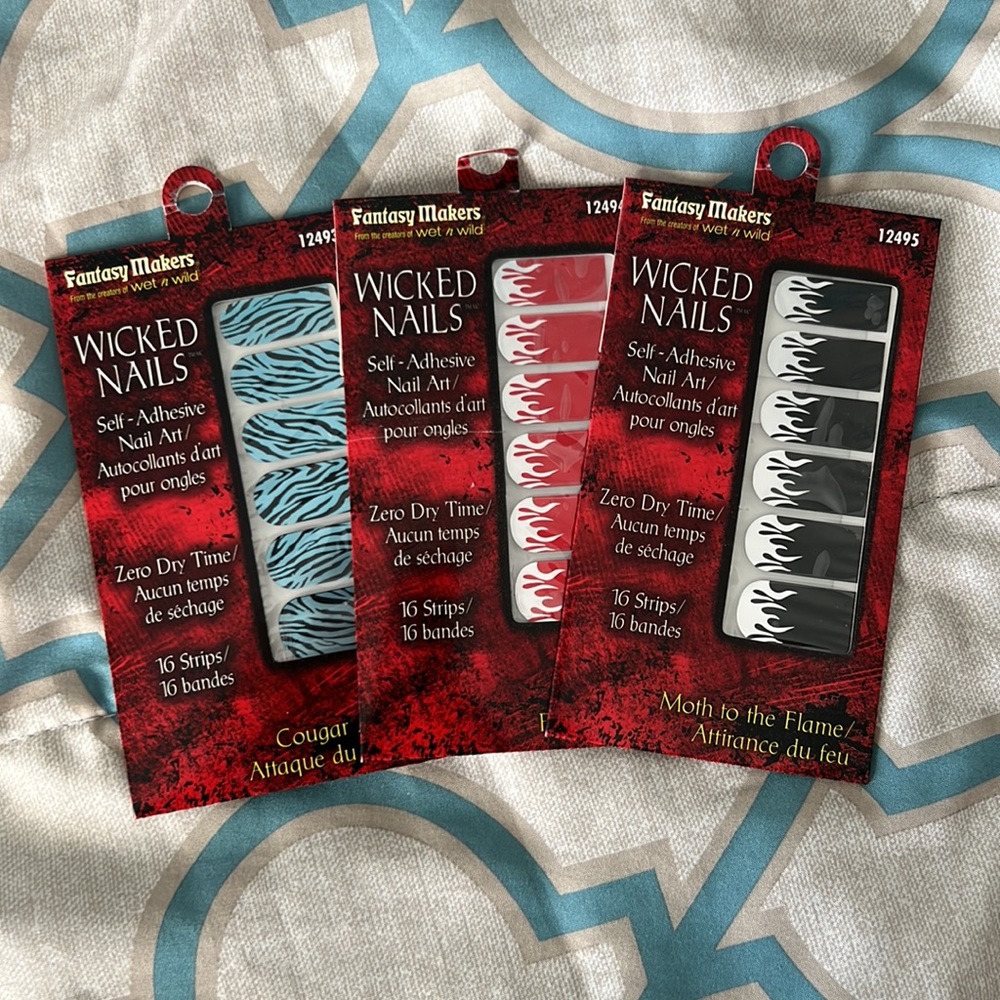 Fantasy Makers
From the creators of wet n wild
12493
WICKED
NAILS™
Self-Adhesive
Nail Art/
Autocollants d'art
pour ongles
Zero Dry Time/
Aucun temps
de séchage
16 Strips/
16 bandes
Cougar
Attaque du
Fantasy Makers
From the creators of wet n wild
12494
WICKED
NAILS™
Self-Adhesive
Nail Art/
Autocollants d'art
pour ongles
Zero Dry Time/
Aucun temps
de séchage
16 Strips/
16 bandes
Fantasy Makers
From the creators of wet n wild
12495
WICKED
NAILS™
Self-Adhesive
Nail Art/
Autocollants d'art
pour ongles
Zero Dry Time/
Aucun temps
de séchage
16 Strips/
16 bandes
Moth to the Flame/
Attirance du feu